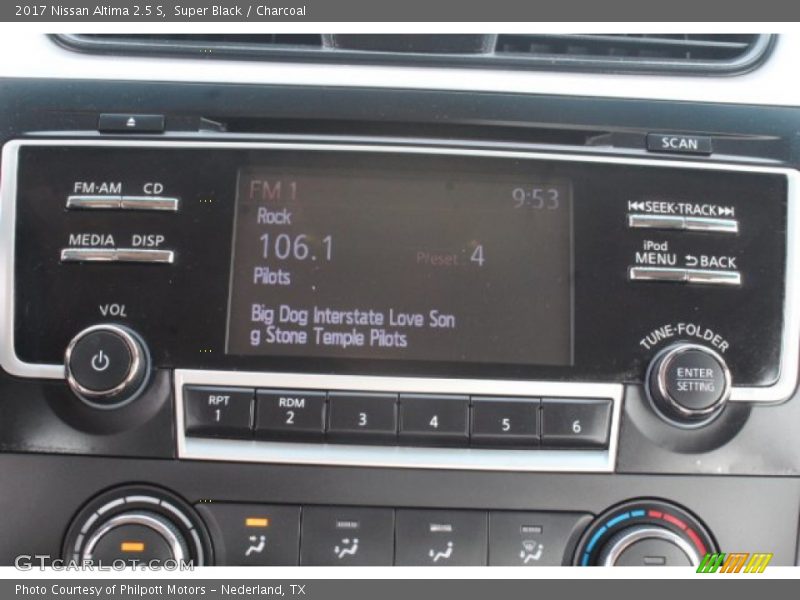 2017 Nissan Altima 2.5 S,  Super Black / Charcoal
SCAN
FM·AM CD
FM 1
9:53
SEEK·TRACK
Rock
MEDIA DISP
106.1
Preset 4
iPod
MENU BACK
Pilots
VOL
Big Dog Interstate Love Son
g Stone Temple Pilots
TUNE·FOLDER
ENTER
SETTING
RPT
1
RDM
2
3
4
5
6
GTCARLOT.COM
Photo Courtesy of Philpott Motors – Nederland, TX